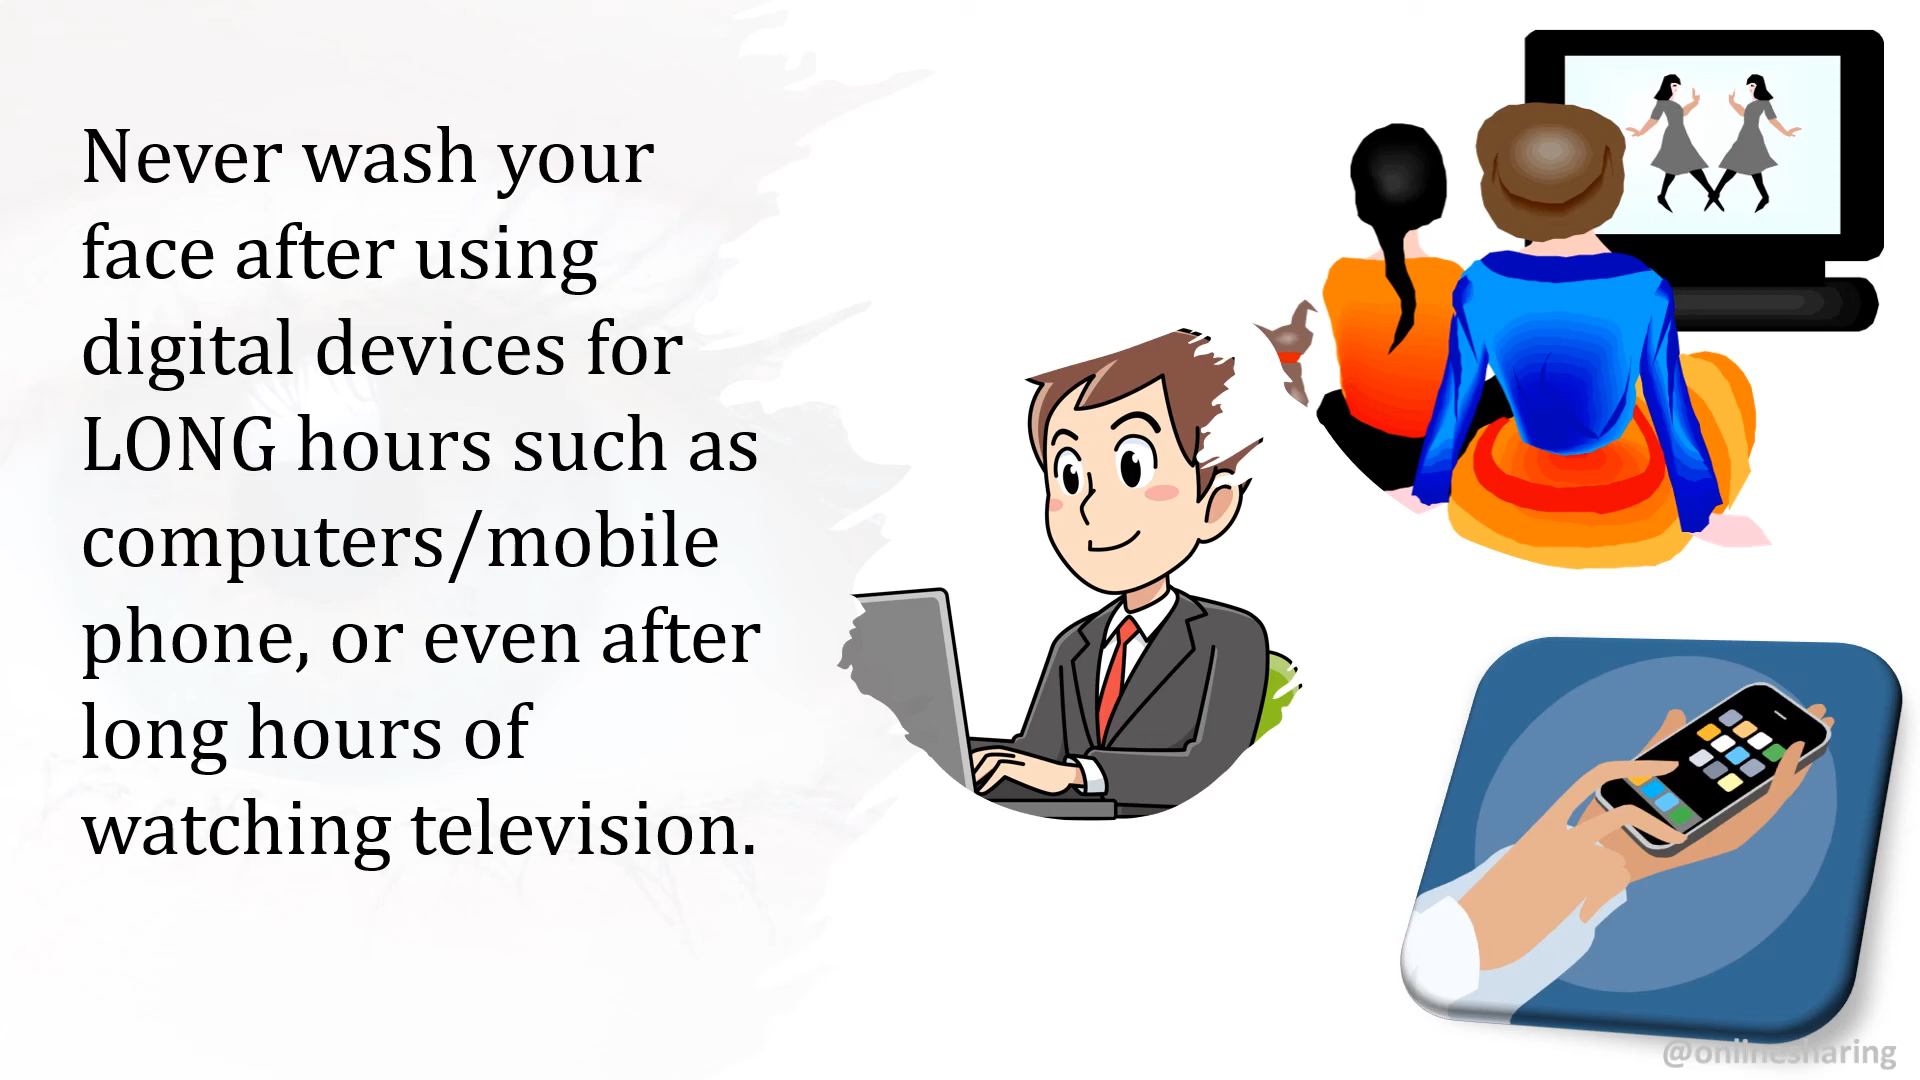 Never wash your
face after using
digital devices for
LONG hours such as
computers/mobile
phone, or even after
long hours of
watching television.
@onlinesharing